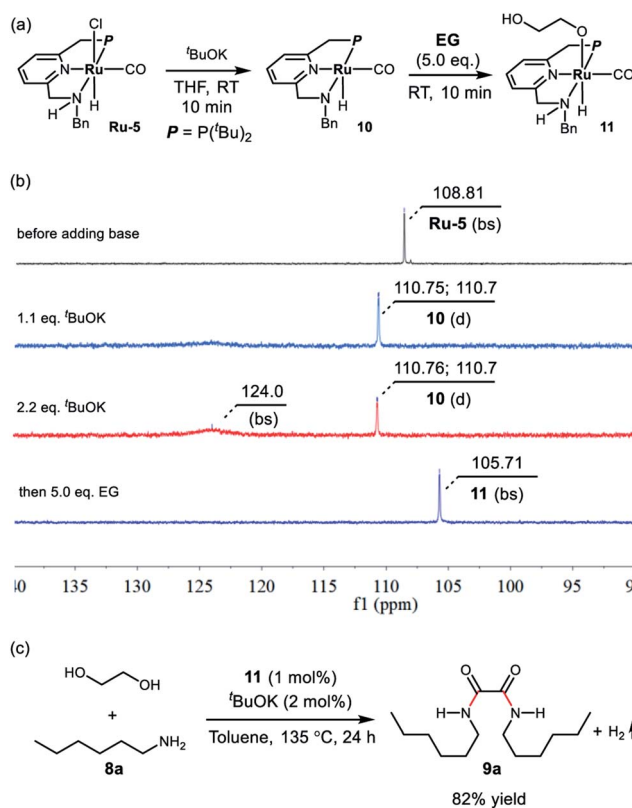 (a)
Cl
P
Ru
CO
N
H
N
H
Bn
Ru-5
ᵗBuOK
THF, RT
10 min
P = P(ᵗBu)₂
P
Ru
CO
N
H
N
Bn
10
EG
(5.0 eq.)
RT, 10 min
HO
O
P
Ru
CO
N
H
N
H
Bn
11
(b)
108.81
Ru-5 (bs)
before adding base
110.75; 110.7
10 (d)
1.1 eq. ᵗBuOK
110.76; 110.7
10 (d)
124.0
(bs)
2.2 eq. ᵗBuOK
105.71
11 (bs)
then 5.0 eq. EG
40 135 130 125 120 115 110 105 100 95 90
f1 (ppm)
(c)
HO
OH
+
NH₂
8a
11 (1 mol%)
ᵗBuOK (2 mol%)
Toluene, 135 °C, 24 h
O O
H-N N-H
+ H₂
9a
82% yield